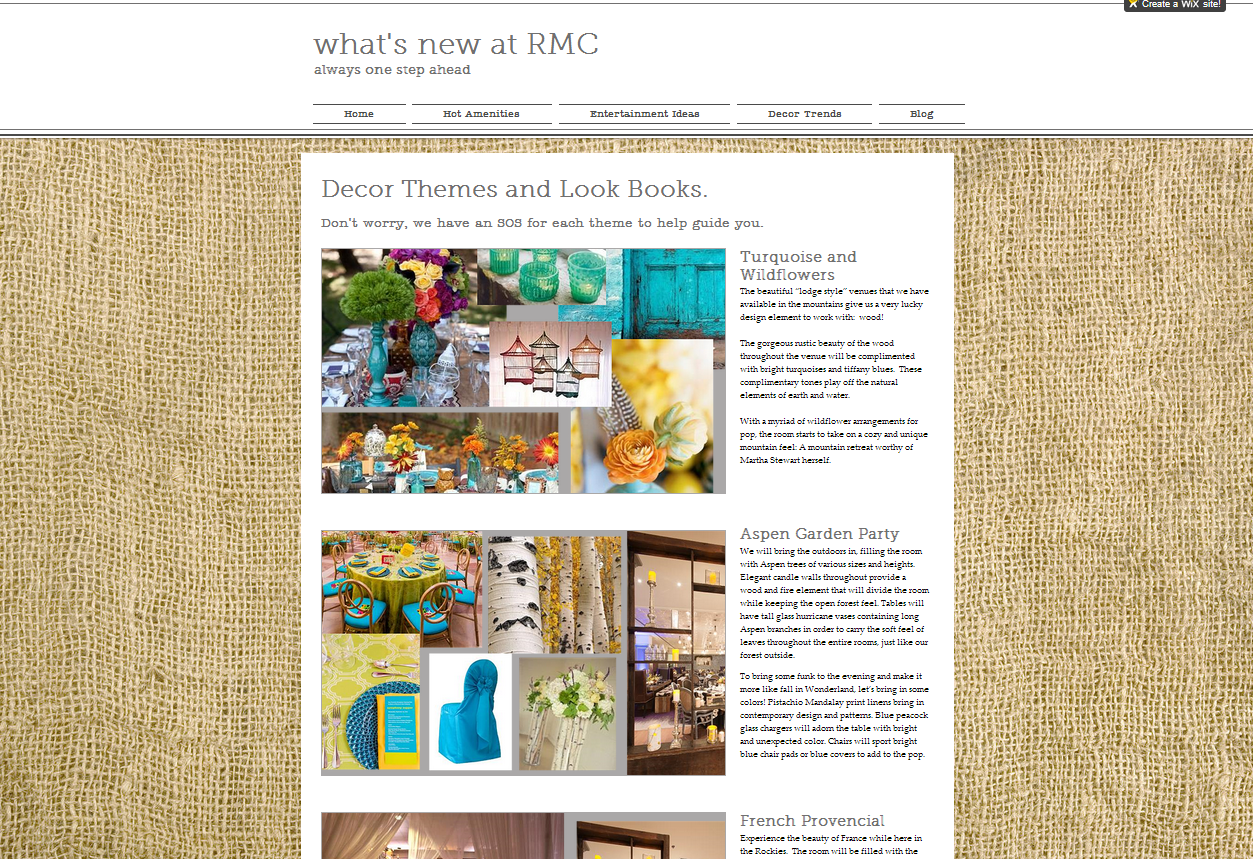 Create a WiX site!
what's new at RMC
always one step ahead
Home
Hot Amenities
Entertainment Ideas
Decor Trends
Blog
Decor Themes and Look Books.
Don't worry, we have an SOS for each theme to help guide you.
Turquoise and
Wildflowers
The beautiful "lodge style" venues that we have
available in the mountains give us a very lucky
design element to work with:  wood!
The gorgeous rustic beauty of the wood
throughout the venue will be complimented
with bright turquoises and tiffany blues.  These
complimentary tones play off the natural
elements of earth and water.
With a myriad of wildflower arrangements for
pop, the room starts to take on a cozy and unique
mountain feel: A mountain retreat worthy of
Martha Stewart herself.
Aspen Garden Party
We will bring the outdoors in, filling the room
with Aspen trees of various sizes and heights.
Elegant candle walls throughout provide a
wood and fire element that will divide the room
while keeping the open forest feel. Tables will
have tall glass hurricane vases containing long
Aspen branches in order to carry the soft feel of
leaves throughout the entire rooms, just like our
forest outside.
To bring some funk to the evening and make it
more like fall in Wonderland, let's bring in some
colors! Pistachio Mandalay print linens bring in
contemporary design and patterns. Blue peacock
glass chargers will adorn the table with bright
and unexpected color. Chairs will sport bright
blue chair pads or blue covers to add to the pop.
French Provencial
Experience the beauty of France while here in
the Rockies.  The room will be filled with the